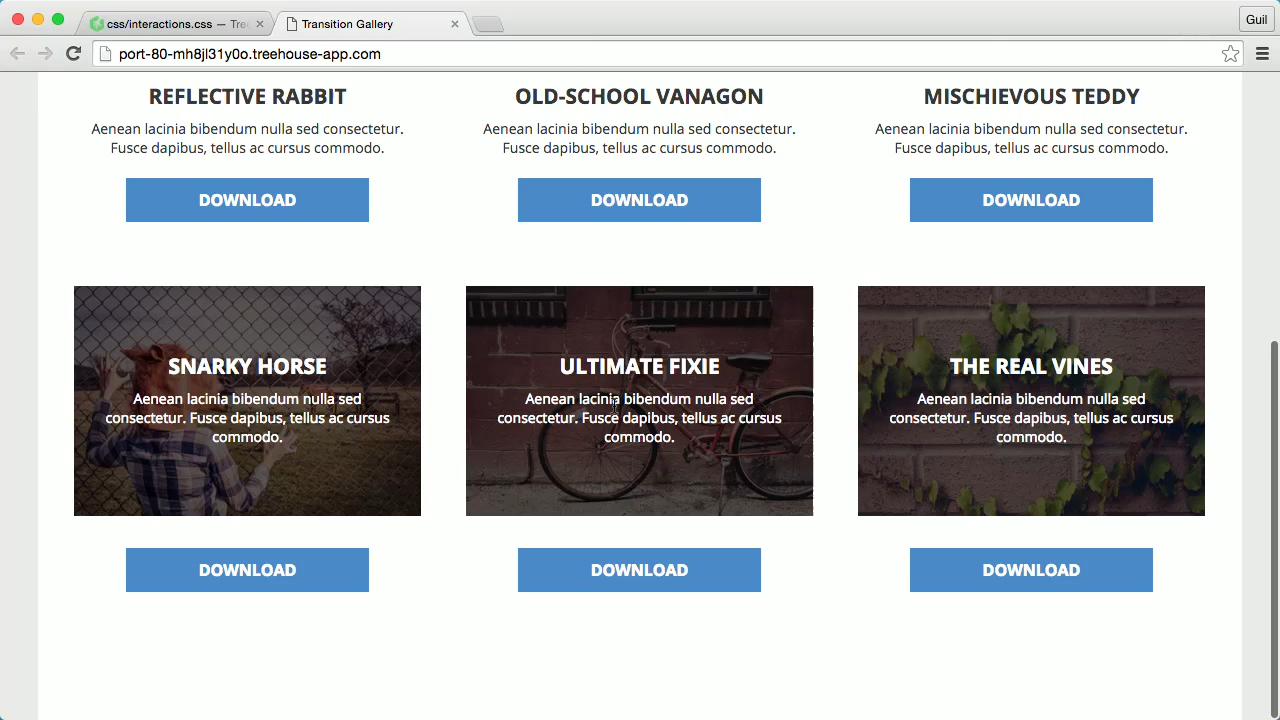 css/interactions.css — Tree
Transition Gallery
Guil
port-80-mh8jl31y0o.treehouse-app.com
REFLECTIVE RABBIT
OLD-SCHOOL VANAGON
MISCHIEVOUS TEDDY
Aenean lacinia bibendum nulla sed consectetur.
Fusce dapibus, tellus ac cursus commodo.
Aenean lacinia bibendum nulla sed consectetur.
Fusce dapibus, tellus ac cursus commodo.
Aenean lacinia bibendum nulla sed consectetur.
Fusce dapibus, tellus ac cursus commodo.
DOWNLOAD
DOWNLOAD
DOWNLOAD
SNARKY HORSE
Aenean lacinia bibendum nulla sed
consectetur. Fusce dapibus, tellus ac cursus
commodo.
ULTIMATE FIXIE
Aenean lacinia bibendum nulla sed
consectetur. Fusce dapibus, tellus ac cursus
commodo.
THE REAL VINES
Aenean lacinia bibendum nulla sed
consectetur. Fusce dapibus, tellus ac cursus
commodo.
DOWNLOAD
DOWNLOAD
DOWNLOAD